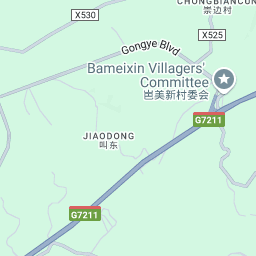 CHONGBIANCUN
崇边村
X530
X525
Gongye Blvd
Bameixin Villagers'
Committee
岜美新村委会
G7211
JIAODONG
叫东
G7211